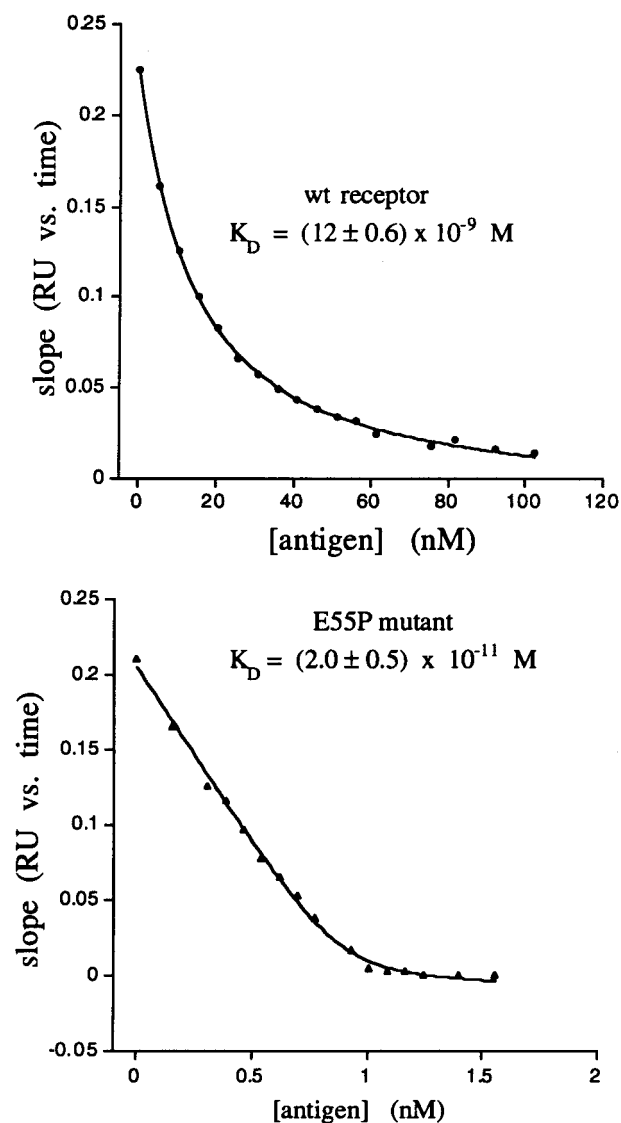 0.25
0.2
0.15
0.1
0.05
0
slope (RU vs. time)
wt receptor
K_D = (12 ± 0.6) x 10⁻⁹ M
0 20 40 60 80 100 120
[antigen] (nM)
0.25
0.2
0.15
0.1
0.05
0
-0.05
slope (RU vs. time)
E55P mutant
K_D = (2.0 ± 0.5) x 10⁻¹¹ M
0 0.5 1 1.5 2
[antigen] (nM)